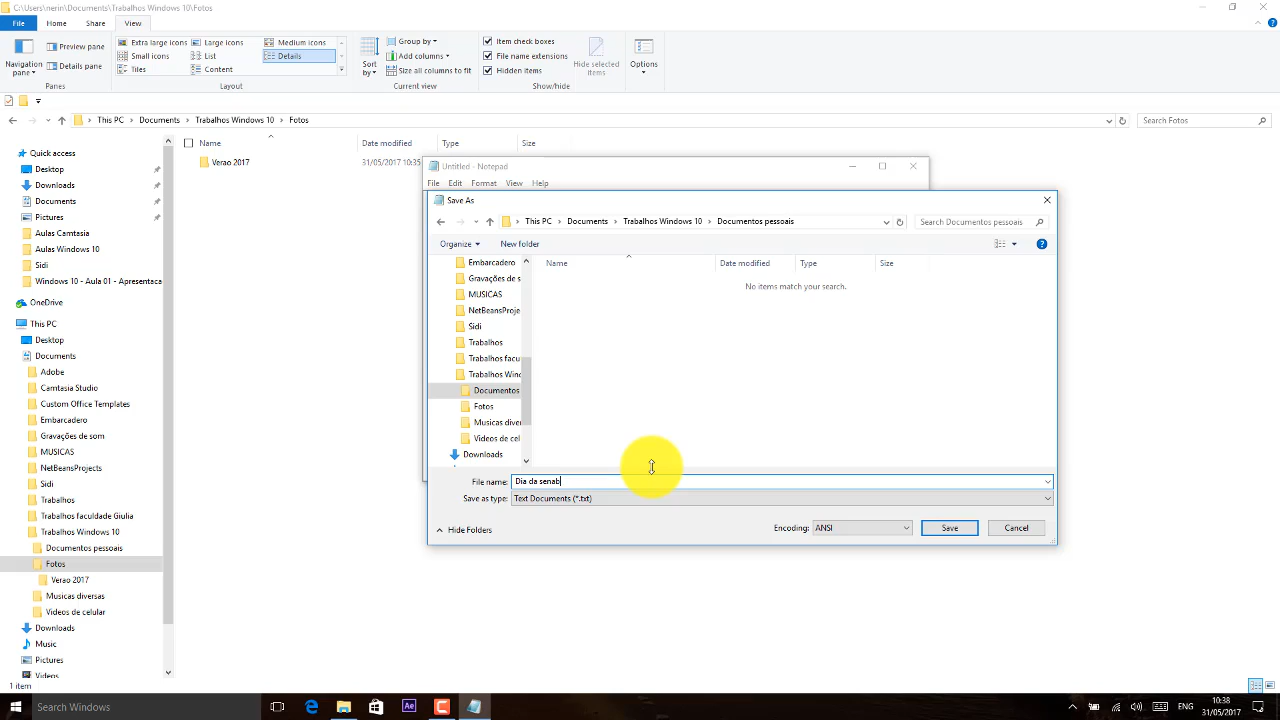 C:\Users\nerin\Documents\Trabalhos Windows 10\Fotos
File Home Share View
Navigation pane
Preview pane
Details pane
Panes
Extra large icons Large icons Medium icons
Small icons List Details
Tiles Content
Layout
Sort by
Group by
Add columns
Size all columns to fit
Current view
Item check boxes
File name extensions
Hidden items
Hide selected items
Show/hide
Options
This PC Documents Trabalhos Windows 10 Fotos
Search Fotos
Name Date modified Type Size
Verao 2017 31/05/2017 10:35
Quick access
Desktop
Downloads
Documents
Pictures
Aulas Camtasia
Aulas Windows 10
Sidi
Windows 10 - Aula 01 - Apresentaca
OneDrive
This PC
Desktop
Documents
Adobe
Camtasia Studio
Custom Office Templates
Embarcadero
Gravações de som
MUSICAS
NetBeansProjects
Sidi
Trabalhos
Trabalhos faculdade Giulia
Trabalhos Windows 10
Documentos pessoais
Fotos
Verao 2017
Musicas diversas
Videos de celular
Downloads
Music
Pictures
Videos
1 item
Untitled - Notepad
File Edit Format View Help
Save As
This PC Documents Trabalhos Windows 10 Documentos pessoais
Search Documentos pessoais
Organize New folder
Embarcadero
Gravações de s
MUSICAS
NetBeansProje
Sidi
Trabalhos
Trabalhos facu
Trabalhos Wind
Documentos
Fotos
Musicas diver
Videos de cel
Downloads
Name Date modified Type Size
No items match your search.
File name: Dia da senab
Save as type: Text Documents (*.txt)
Hide Folders
Encoding: ANSI
Save Cancel
Search Windows
Ae
10:38
31/05/2017